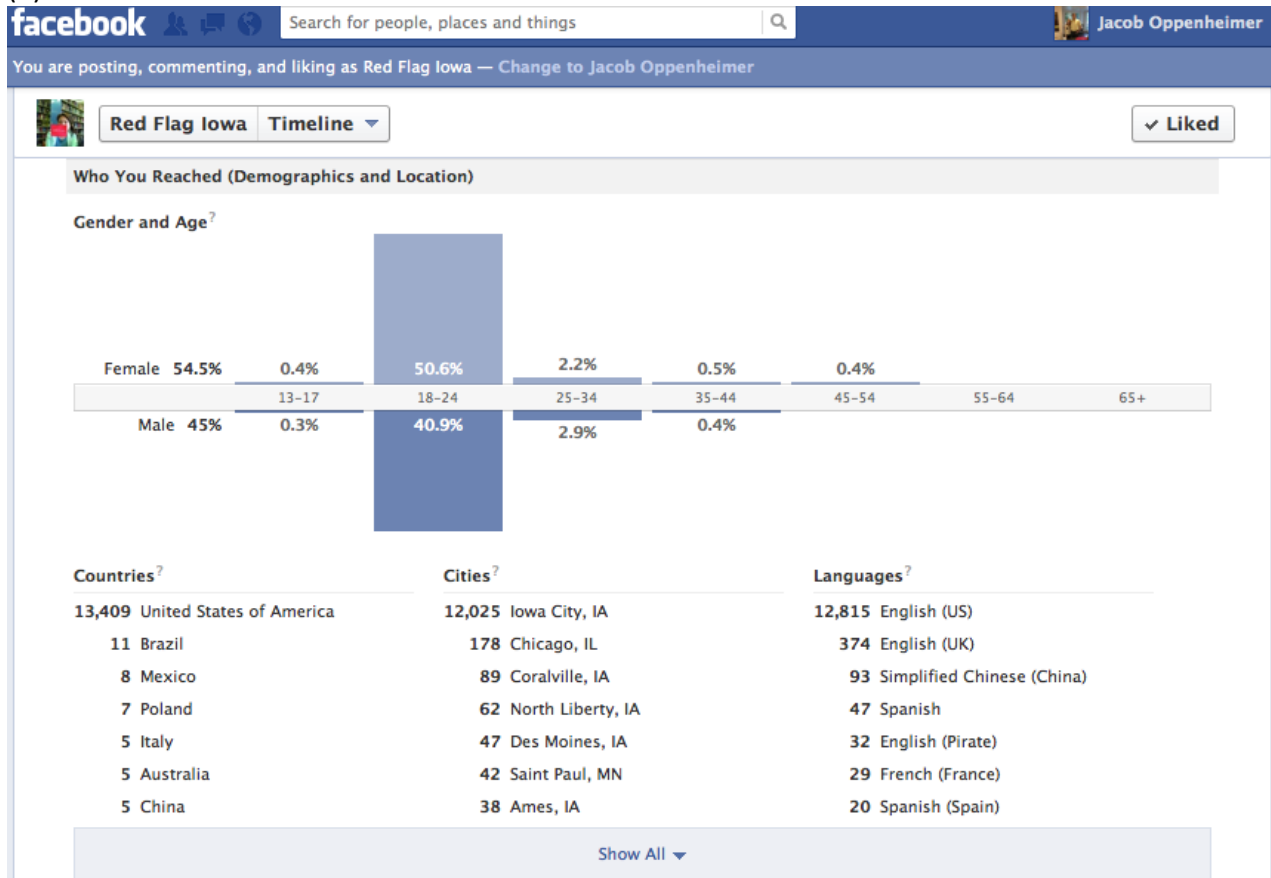 facebook Search for people, places and things Jacob Oppenheimer
You are posting, commenting, and liking as Red Flag Iowa — Change to Jacob Oppenheimer
Red Flag Iowa Timeline ✓ Liked
Who You Reached (Demographics and Location)
Gender and Age?
Female 54.5% 0.4% 50.6% 2.2% 0.5% 0.4%
13-17 18-24 25-34 35-44 45-54 55-64 65+
Male 45% 0.3% 40.9% 2.9% 0.4%
Countries?
13,409 United States of America
11 Brazil
8 Mexico
7 Poland
5 Italy
5 Australia
5 China
Cities?
12,025 Iowa City, IA
178 Chicago, IL
89 Coralville, IA
62 North Liberty, IA
47 Des Moines, IA
42 Saint Paul, MN
38 Ames, IA
Languages?
12,815 English (US)
374 English (UK)
93 Simplified Chinese (China)
47 Spanish
32 English (Pirate)
29 French (France)
20 Spanish (Spain)
Show All